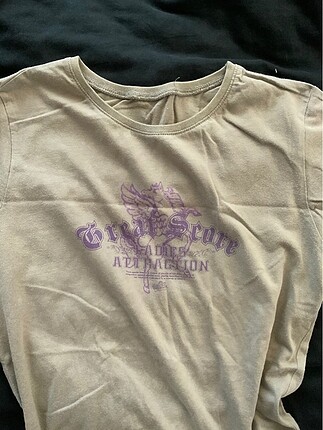 Great Score
LADIES
ATTRACTION